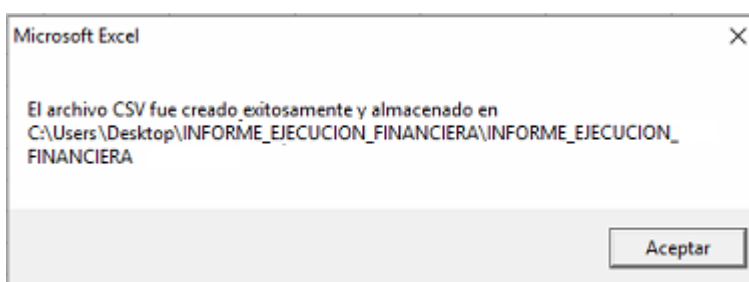 Microsoft Excel
El archivo CSV fue creado exitosamente y almacenado en
C:\Users\Desktop\INFORME_EJECUCION_FINANCIERA\INFORME_EJECUCION_
FINANCIERA
Aceptar